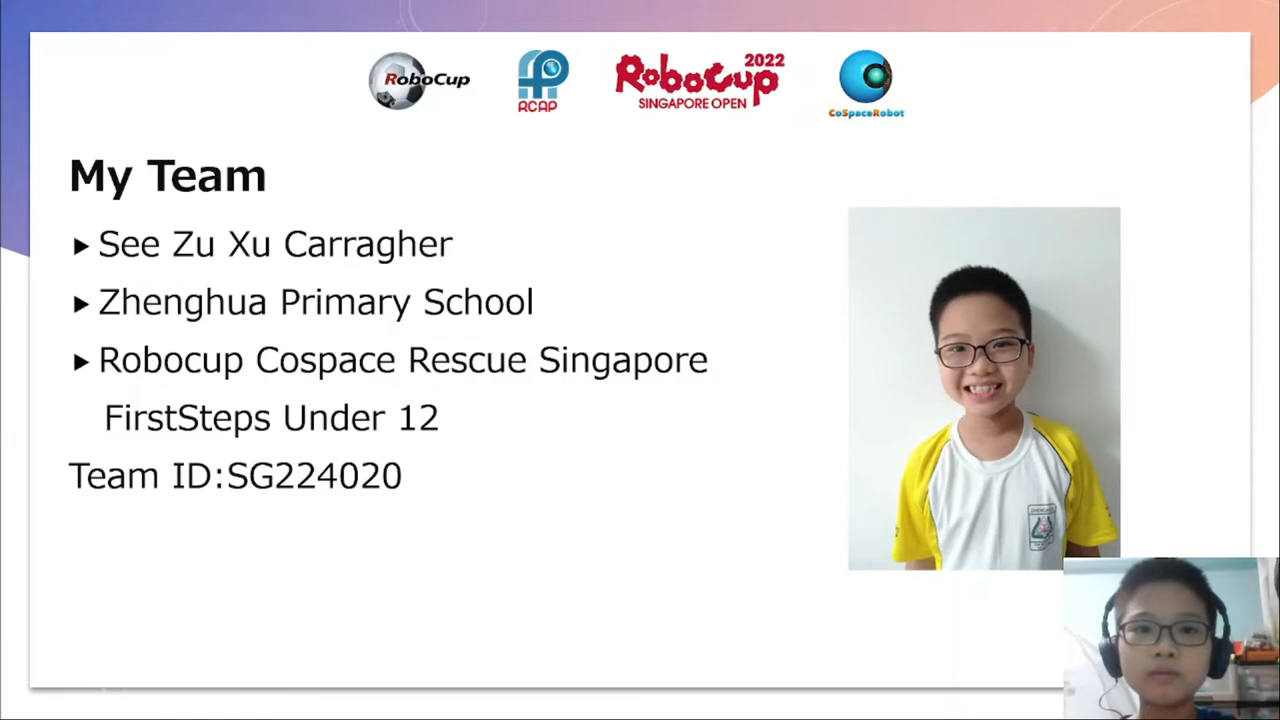 RoboCup
RCAP
RoboCup 2022
SINGAPORE OPEN
CoSpaceRobot
My Team
See Zu Xu Carragher
Zhenghua Primary School
Robocup Cospace Rescue Singapore
FirstSteps Under 12
Team ID:SG224020